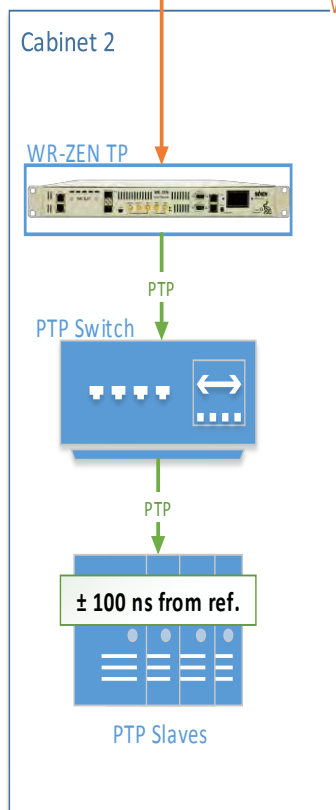 Cabinet 2
WR-ZEN TP
PTP
PTP Switch
PTP
± 100 ns from ref.
PTP Slaves